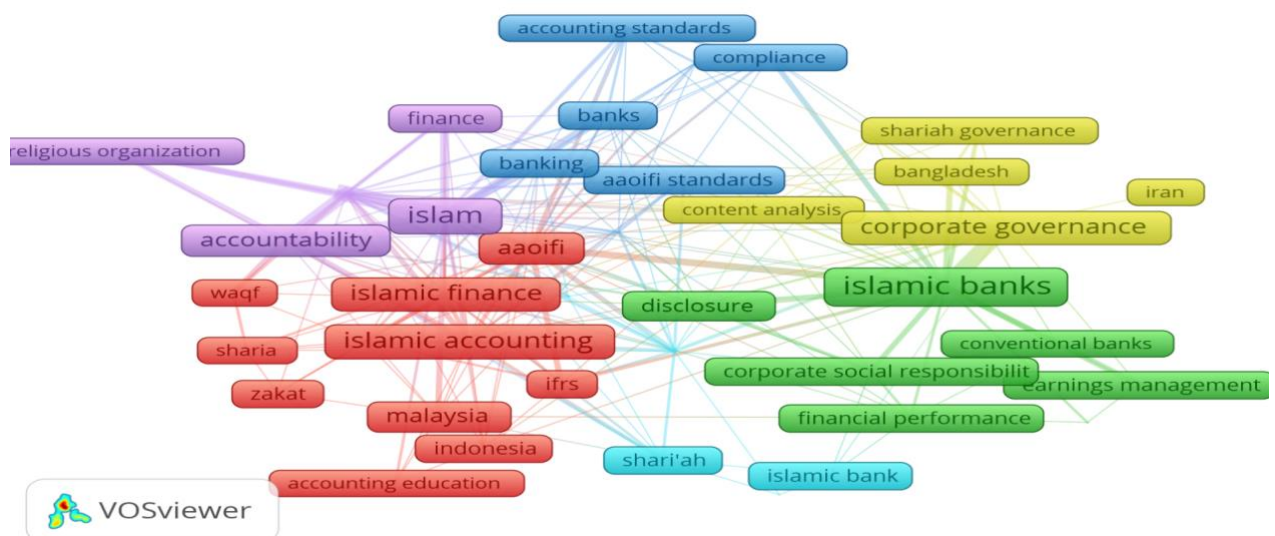 accounting standards
compliance
finance
banks
shariah governance
religious organization
banking
bangladesh
aaoifi standards
iran
content analysis
islam
corporate governance
accountability
aaoifi
islamic banks
waqf
islamic finance
disclosure
islamic accounting
conventional banks
sharia
corporate social responsibilit
ifrs
earnings management
zakat
malaysia
financial performance
indonesia
shari'ah
islamic bank
accounting education
VOSviewer